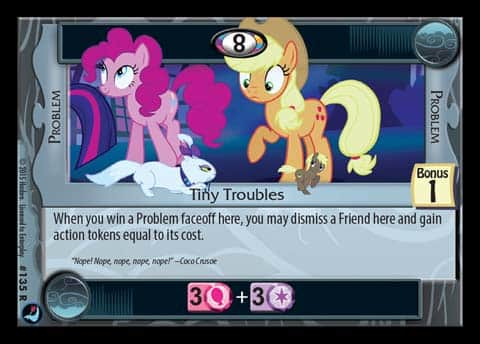 8
PROBLEM
PROBLEM
Tiny Troubles
Bonus
1
When you win a Problem faceoff here, you may dismiss a Friend here and gain
action tokens equal to its cost.
"Nope! Nope, nope, nope, nope!" –Coco Crusoe
3 + 3
© 2015 Hasbro. Licensed to Enterplay.
#135 R